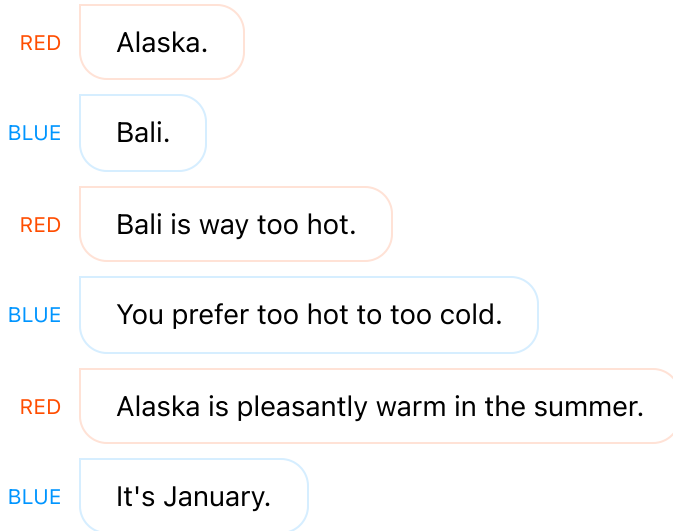 RED Alaska.
BLUE Bali.
RED Bali is way too hot.
BLUE You prefer too hot to too cold.
RED Alaska is pleasantly warm in the summer.
BLUE It's January.